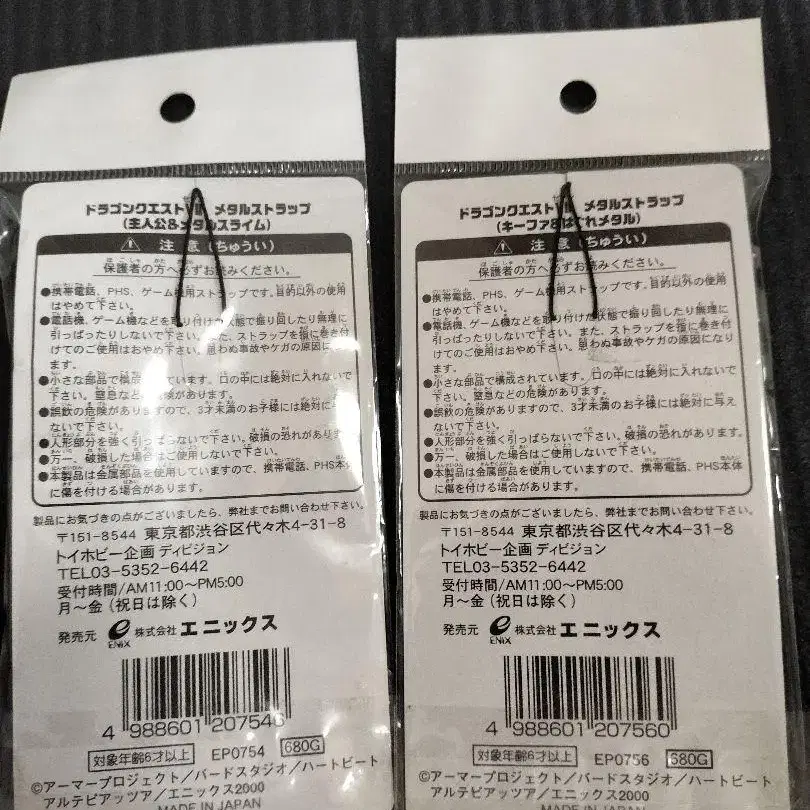 ドラゴンクエストVII メタルストラップ
(主人公&メタルスライム)
注 意(ちゅうい)
保護者の方へ必ずお読みください。
●携帯電話、PHS、ゲーム機用ストラップです。目的以外の使用
はやめて下さい。
●電話機、ゲーム機などを取り付けた状態で振り回したり無理に
引っぱったりしないで下さい。また、ストラップを指に巻き付
けてのご使用はおやめ下さい。思わぬ事故やケガの原因になり
ます。
●小さな部品で構成されています。口の中には絶対に入れないで
下さい。窒息などの危険があります。
●誤飲の危険がありますので、3才未満のお子様には絶対に与え
ないで下さい。
●人形部分を強く引っぱらないで下さい。破損の恐れがあります。
●万一、破損した場合はご使用しないで下さい。
●本製品は金属部品を使用していますので、携帯電話、PHS本体
に傷を付ける場合があります。
製品にお気づきの点がございましたら、弊社までお問い合わせ下さい。
〒151-8544 東京都渋谷区代々木4-31-8
トイホビー企画 ディビジョン
TEL03-5352-6442
受付時間/AM11:00〜PM5:00
月〜金(祝日は除く)
発売元 ENIX 株式会社 エニックス
4 988601 207546
対象年齢6才以上 EP0754 680G
©アーマープロジェクト/バードスタジオ/ハートビート
アルテピアッツァ/エニックス2000
MADE IN JAPAN
ドラゴンクエストVII メタルストラップ
(キーファ&はぐれメタル)
注 意(ちゅうい)
保護者の方へ必ずお読みください。
●携帯電話、PHS、ゲーム機用ストラップです。目的以外の使用
はやめて下さい。
●電話機、ゲーム機などを取り付けた状態で振り回したり無理に
引っぱったりしないで下さい。また、ストラップを指に巻き付
けてのご使用はおやめ下さい。思わぬ事故やケガの原因になり
ます。
●小さな部品で構成されています。口の中には絶対に入れないで
下さい。窒息などの危険があります。
●誤飲の危険がありますので、3才未満のお子様には絶対に与え
ないで下さい。
●人形部分を強く引っぱらないで下さい。破損の恐れがあります。
●万一、破損した場合はご使用しないで下さい。
●本製品は金属部品を使用していますので、携帯電話、PHS本体
に傷を付ける場合があります。
製品にお気づきの点がございましたら、弊社までお問い合わせ下さい。
〒151-8544 東京都渋谷区代々木4-31-8
トイホビー企画 ディビジョン
TEL03-5352-6442
受付時間/AM11:00〜PM5:00
月〜金(祝日は除く)
発売元 ENIX 株式会社 エニックス
4 988601 207560
対象年齢6才以上 EP0756 680G
©アーマープロジェクト/バードスタジオ/ハートビート
アルテピアッツァ/エニックス2000
MADE IN JAPAN